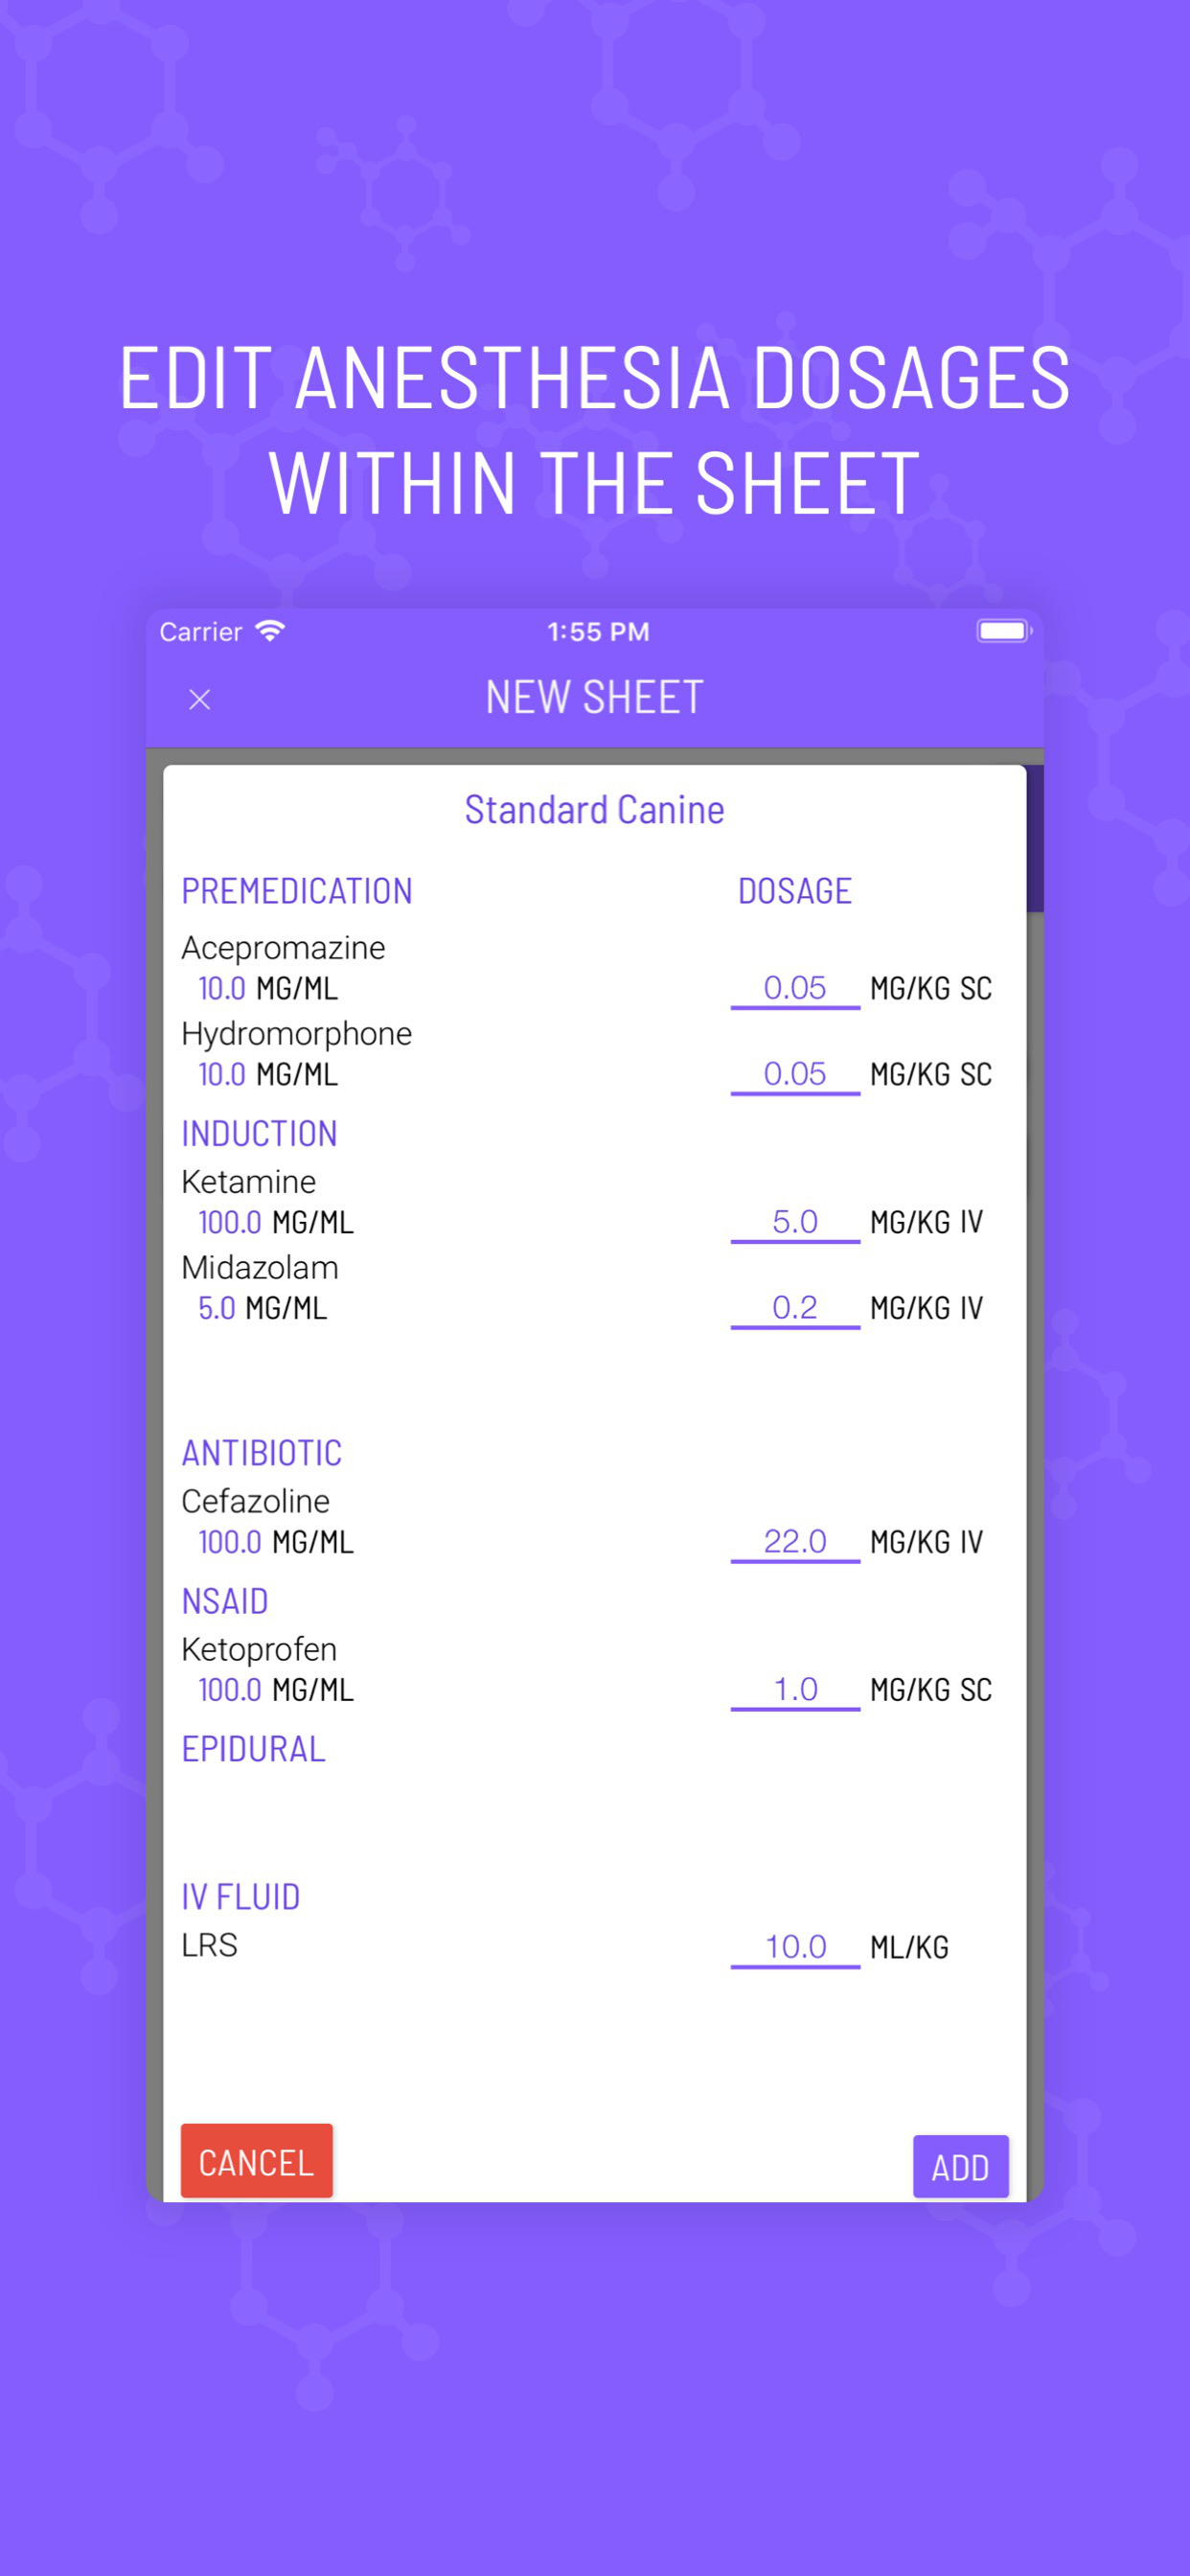 EDIT ANESTHESIA DOSAGES
WITHIN THE SHEET
Carrier 1:55 PM
NEW SHEET
Standard Canine
PREMEDICATION DOSAGE
Acepromazine
10.0 MG/ML 0.05 MG/KG SC
Hydromorphone
10.0 MG/ML 0.05 MG/KG SC
INDUCTION
Ketamine
100.0 MG/ML 5.0 MG/KG IV
Midazolam
5.0 MG/ML 0.2 MG/KG IV
ANTIBIOTIC
Cefazoline
100.0 MG/ML 22.0 MG/KG IV
NSAID
Ketoprofen
100.0 MG/ML 1.0 MG/KG SC
EPIDURAL
IV FLUID
LRS 10.0 ML/KG
CANCEL ADD